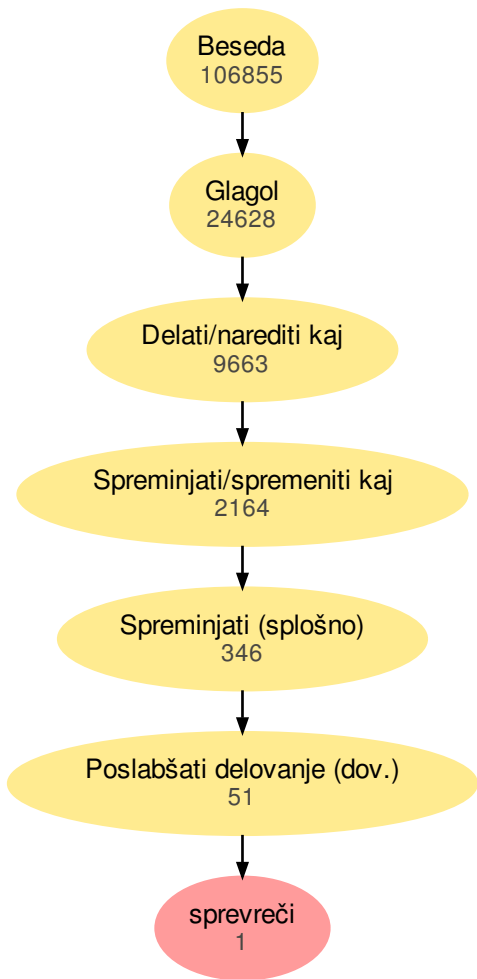 Beseda
106855
Glagol
24628
Delati/narediti kaj
9663
Spreminjati/spremeniti kaj
2164
Spreminjati (splošno)
346
Poslabšati delovanje (dov.)
51
sprevreči
1